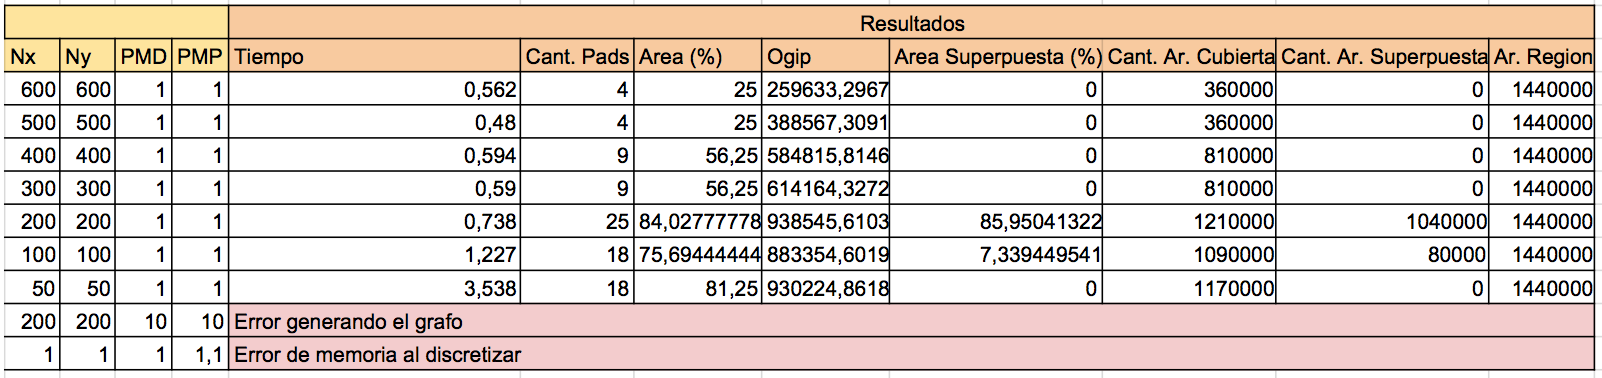 Resultados
Nx Ny PMD PMP Tiempo Cant. Pads Área (%) Ogip Area Superpuesta (%) Cant. Ar. Cubierta Cant. Ar. Superpuesta Ar. Region
600 600 1 1 0,562 4 25 259633,2967 0 360000 0 1440000
500 500 1 1 0,48 4 25 388567,3091 0 360000 0 1440000
400 400 1 1 0,594 9 56,25 584815,8146 0 810000 0 1440000
300 300 1 1 0,59 9 56,25 614164,3272 0 810000 0 1440000
200 200 1 1 0,738 25 84,02777778 938545,6103 85,95041322 1210000 1040000 1440000
100 100 1 1 1,227 18 75,69444444 883354,6019 7,339449541 1090000 80000 1440000
50 50 1 1 3,538 18 81,25 930224,8618 0 1170000 0 1440000
200 200 10 10 Error generando el grafo
1 1 1 1,1 Error de memoria al discretizar